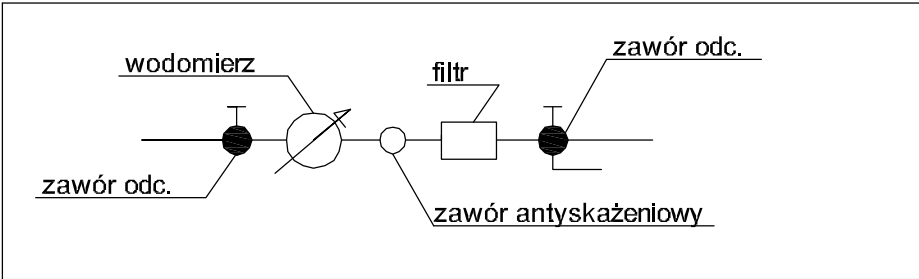 zawór odc.
wodomierz
filtr
zawór odc.
zawór antyskażeniowy